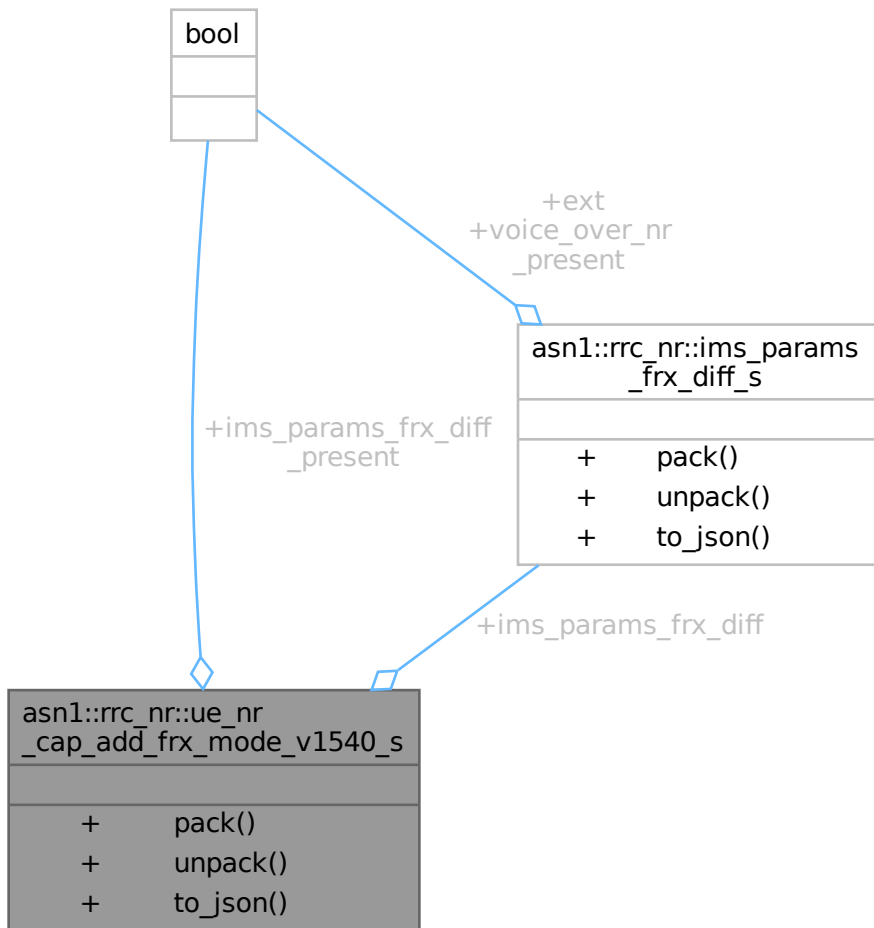 bool
+ext
+voice_over_nr
_present
asn1::rrc_nr::ims_params
_frx_diff_s
+ pack()
+ unpack()
+ to_json()
+ims_params_frx_diff
_present
+ims_params_frx_diff
asn1::rrc_nr::ue_nr
_cap_add_frx_mode_v1540_s
+ pack()
+ unpack()
+ to_json()